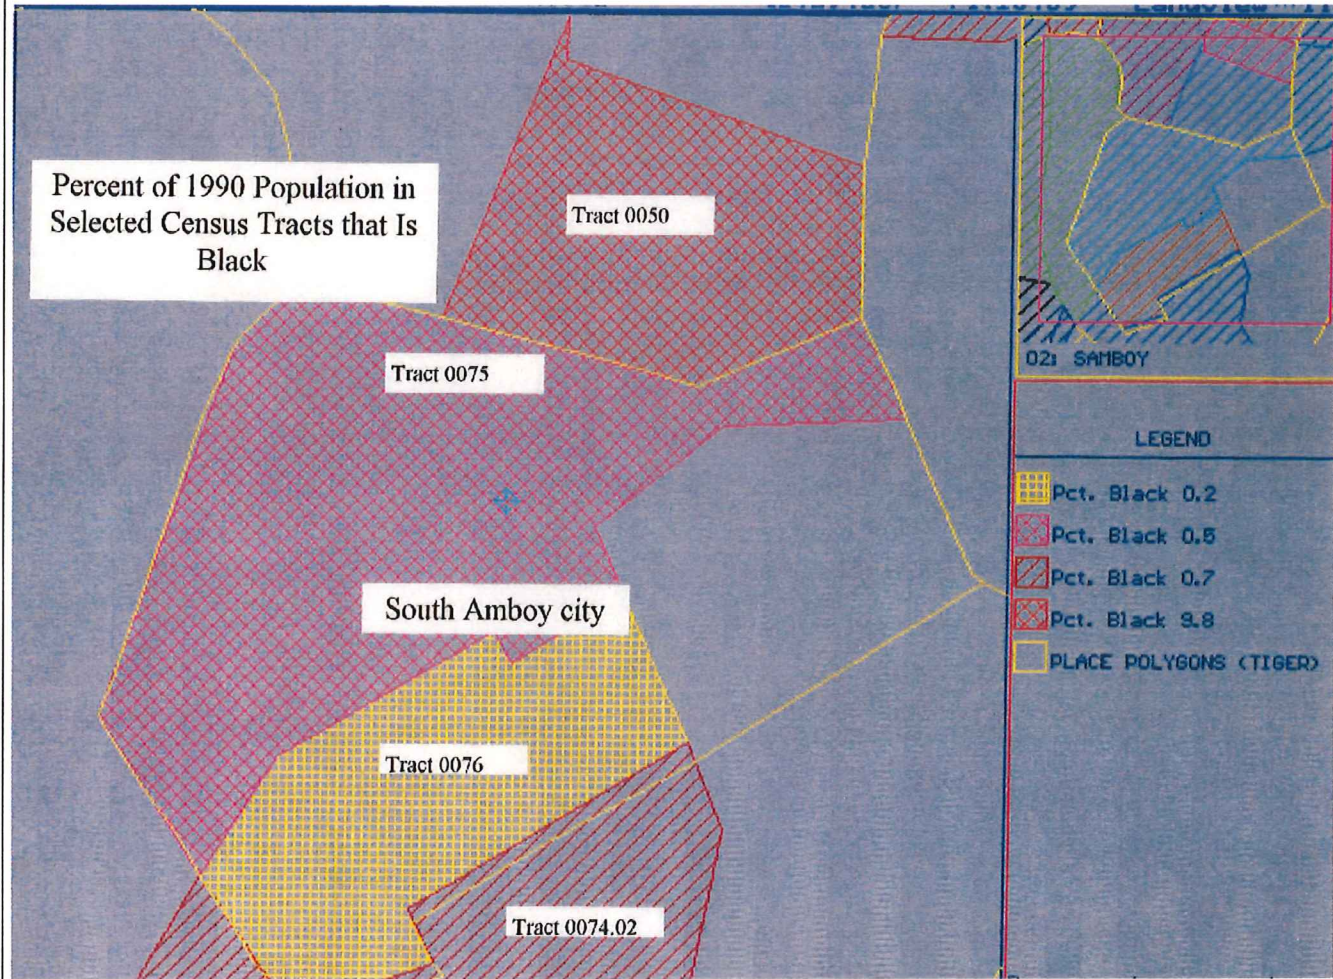 Percent of 1990 Population in
Selected Census Tracts that Is
Black
Tract 0050
Tract 0075
South Amboy city
Tract 0076
Tract 0074.02
02: SAMBOY
LEGEND
Pct. Black 0.2
Pct. Black 0.5
Pct. Black 0.7
Pct. Black 9.8
PLACE POLYGONS (TIGER)